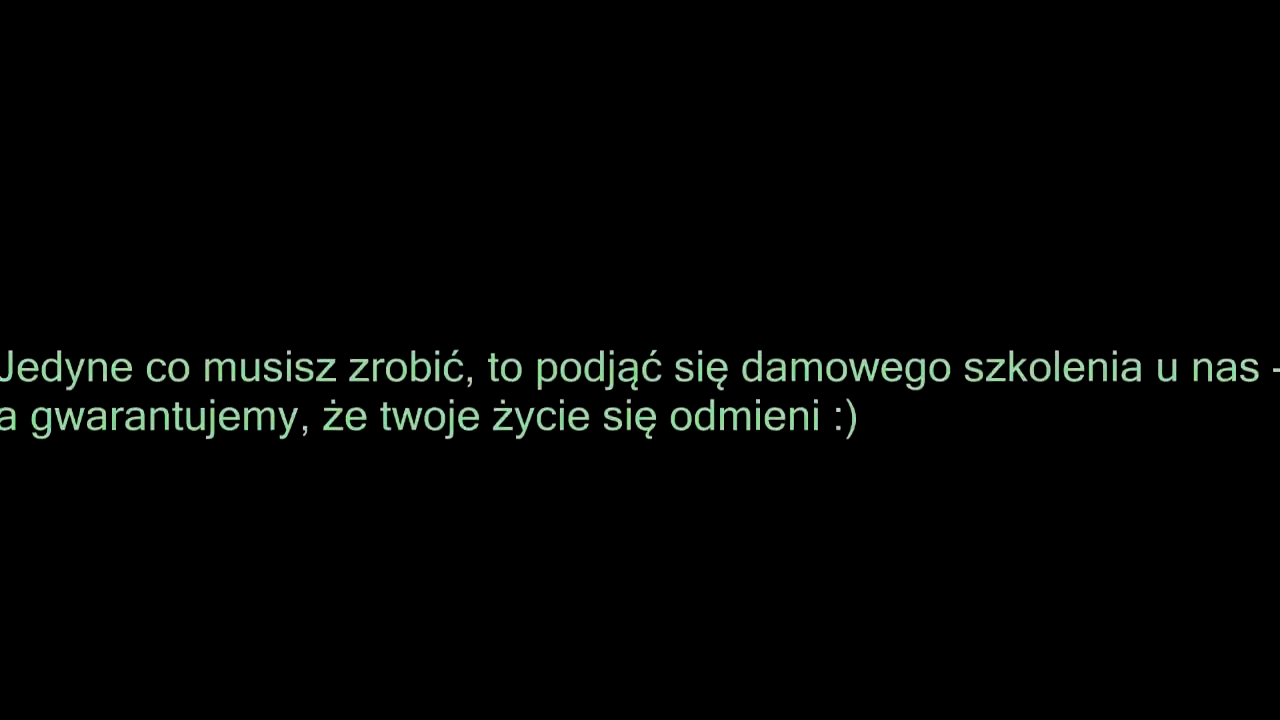 Jedyne co musisz zrobić, to podjąć się damowego szkolenia u nas -
a gwarantujemy, że twoje życie się odmieni :)